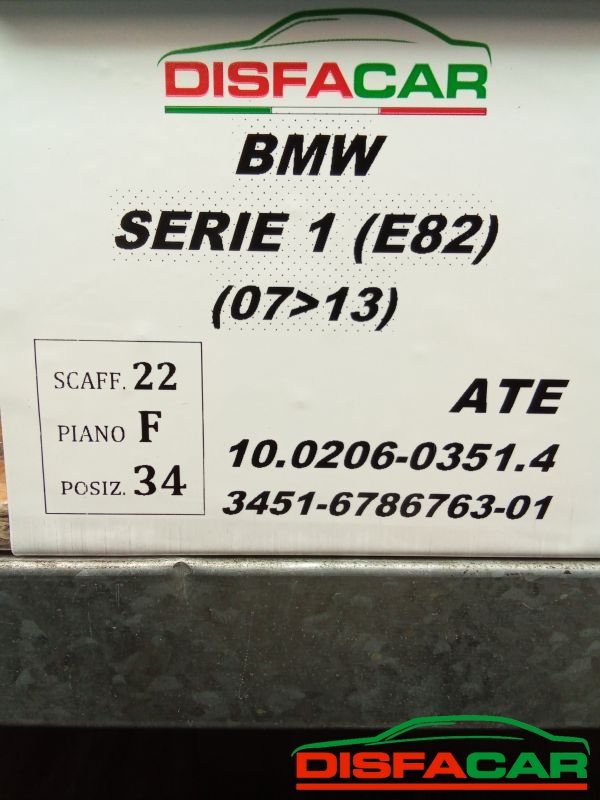 DISFACAR
BMW
SERIE 1 (E82)
(07>13)
SCAFF. 22
PIANO F
POSIZ. 34
ATE
10.0206-0351.4
3451-6786763-01
DISFACAR